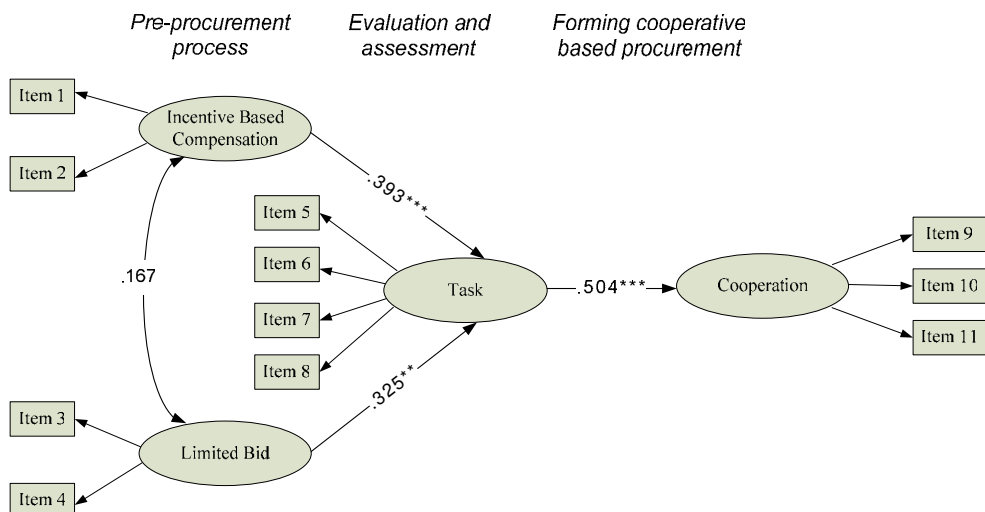 Pre-procurement
process
Evaluation and
assessment
Forming cooperative
based procurement
Item 1
Incentive Based
Compensation
Item 2
.393***
Item 5
Item 6
Item 7
Item 8
.167
Task
.504***
Cooperation
Item 9
Item 10
Item 11
.325**
Item 3
Limited Bid
Item 4